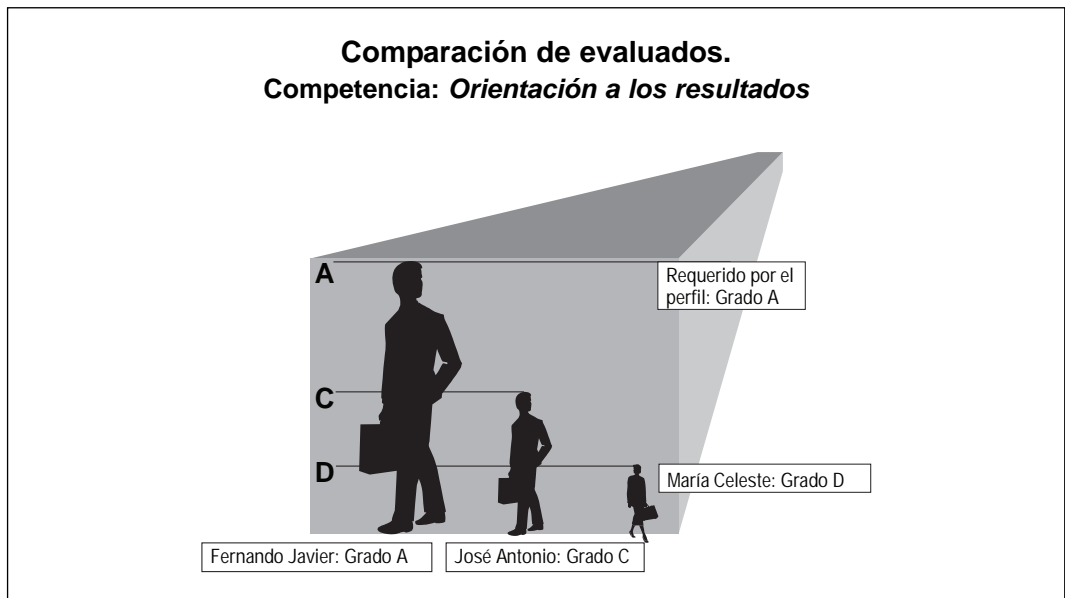 Comparación de evaluados.
Competencia: Orientación a los resultados
A
Requerido por el
perfil: Grado A
C
D
María Celeste: Grado D
Fernando Javier: Grado A
José Antonio: Grado C